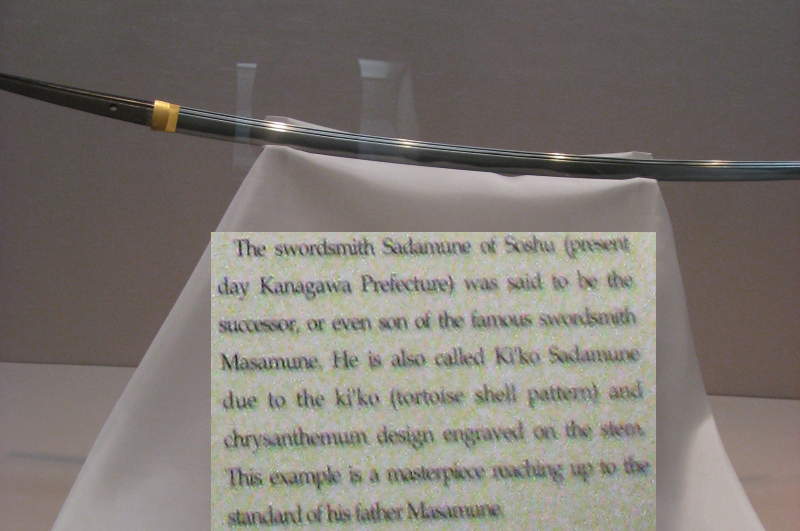 The swordsmith Sadamune of Soshu (present
day Kanagawa Prefecture) was said to be the
successor, or even son of the famous swordsmith
Masamune. He is also called Ki'ko Sadamune
due to the ki'ko (tortoise shell pattern) and
chrysanthemum design engraved on the stem.
This example is a masterpiece reaching up to the
standard of his father Masamune